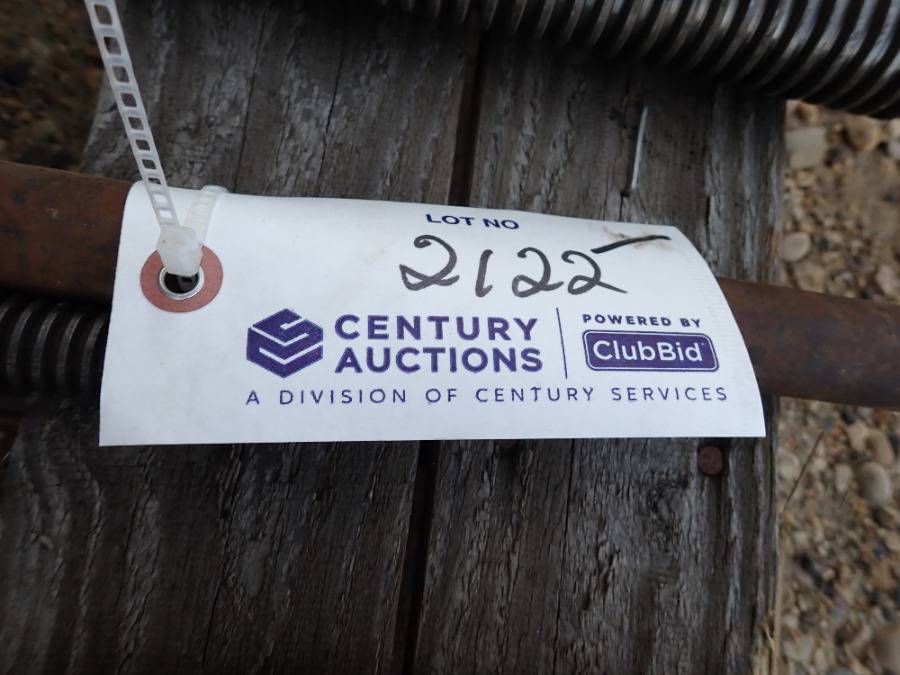 LOT NO
2122
CENTURY
AUCTIONS
POWERED BY
ClubBid
A DIVISION OF CENTURY SERVICES